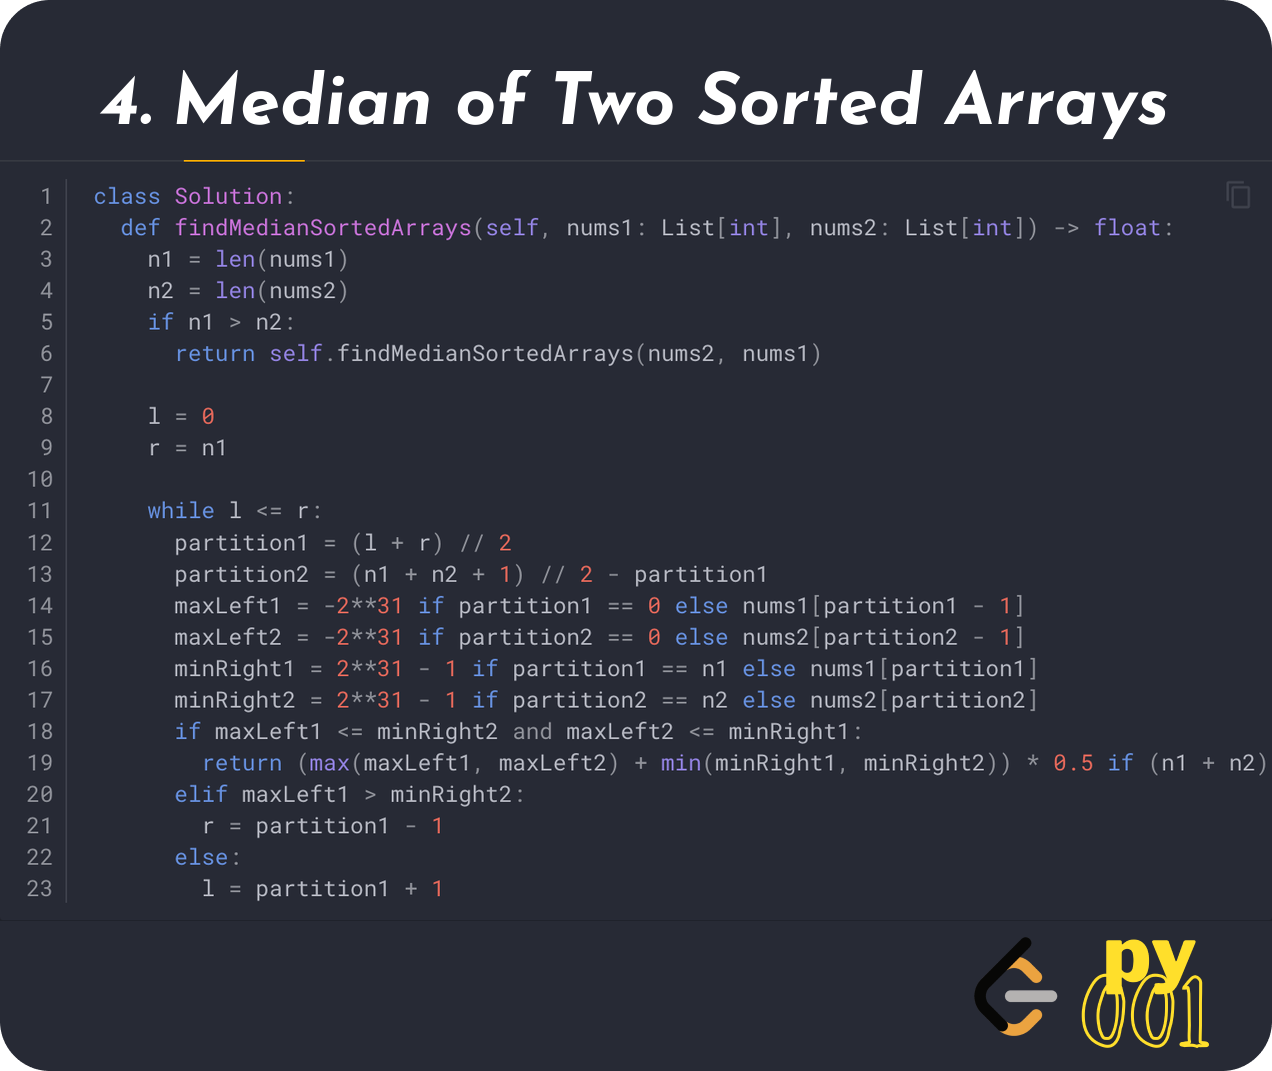 4. Median of Two Sorted Arrays
1 class Solution:
2 def findMedianSortedArrays(self, nums1: List[int], nums2: List[int]) -> float:
3 n1 = len(nums1)
4 n2 = len(nums2)
5 if n1 > n2:
6 return self.findMedianSortedArrays(nums2, nums1)
7
8 l = 0
9 r = n1
10
11 while l <= r:
12 partition1 = (l + r) // 2
13 partition2 = (n1 + n2 + 1) // 2 - partition1
14 maxLeft1 = -2**31 if partition1 == 0 else nums1[partition1 - 1]
15 maxLeft2 = -2**31 if partition2 == 0 else nums2[partition2 - 1]
16 minRight1 = 2**31 - 1 if partition1 == n1 else nums1[partition1]
17 minRight2 = 2**31 - 1 if partition2 == n2 else nums2[partition2]
18 if maxLeft1 <= minRight2 and maxLeft2 <= minRight1:
19 return (max(maxLeft1, maxLeft2) + min(minRight1, minRight2)) * 0.5 if (n1 + n2)
20 elif maxLeft1 > minRight2:
21 r = partition1 - 1
22 else:
23 l = partition1 + 1
py
001